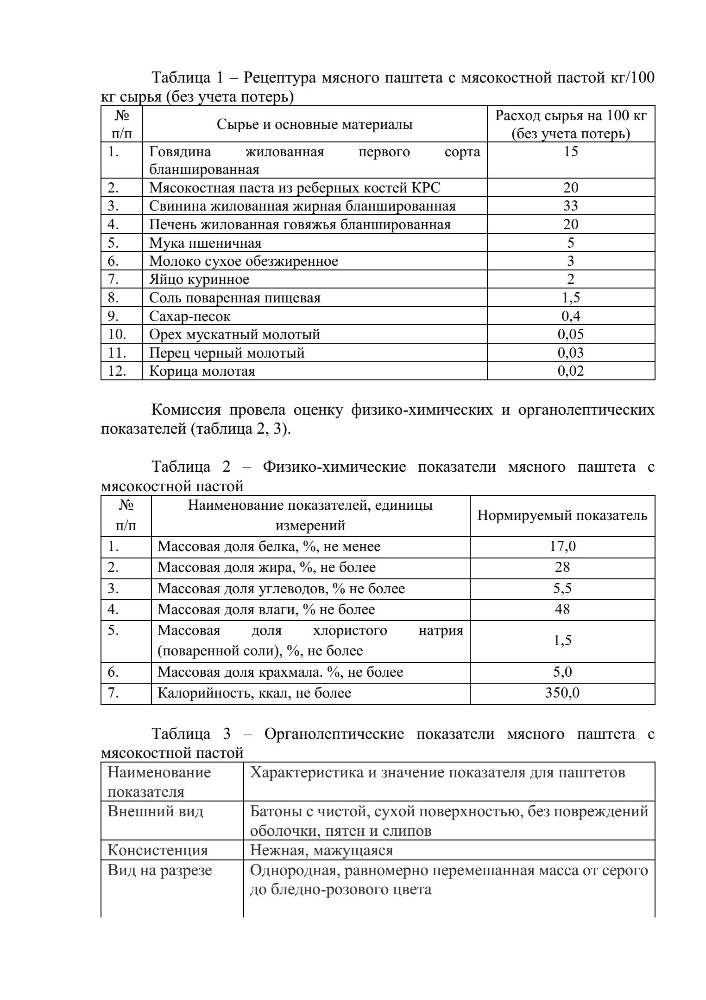 Таблица 1 – Рецептура мясного паштета с мясокостной пастой кг/100
кг сырья (без учета потерь)
№
п/п
Сырье и основные материалы
Расход сырья на 100 кг
(без учета потерь)
1.
Говядина жилованная первого сорта
бланшированная
15
2.
Мясокостная паста из реберных костей КРС
20
3.
Свинина жилованная жирная бланшированная
33
4.
Печень жилованная говяжья бланшированная
20
5.
Мука пшеничная
5
6.
Молоко сухое обезжиренное
3
7.
Яйцо куринное
2
8.
Соль поваренная пищевая
1,5
9.
Сахар-песок
0,4
10.
Орех мускатный молотый
0,05
11.
Перец черный молотый
0,03
12.
Корица молотая
0,02
Комиссия провела оценку физико-химических и органолептических
показателей (таблица 2, 3).
Таблица 2 – Физико-химические показатели мясного паштета с
мясокостной пастой
№
п/п
Наименование показателей, единицы
измерений
Нормируемый показатель
1.
Массовая доля белка, %, не менее
17,0
2.
Массовая доля жира, %, не более
28
3.
Массовая доля углеводов, % не более
5,5
4.
Массовая доля влаги, % не более
48
5.
Массовая доля хлористого натрия
(поваренной соли), %, не более
1,5
6.
Массовая доля крахмала. %, не более
5,0
7.
Калорийность, ккал, не более
350,0
Таблица 3 – Органолептические показатели мясного паштета с
мясокостной пастой
Наименование
показателя
Характеристика и значение показателя для паштетов
Внешний вид
Батоны с чистой, сухой поверхностью, без повреждений
оболочки, пятен и слипов
Консистенция
Нежная, мажущаяся
Вид на разрезе
Однородная, равномерно перемешанная масса от серого
до бледно-розового цвета